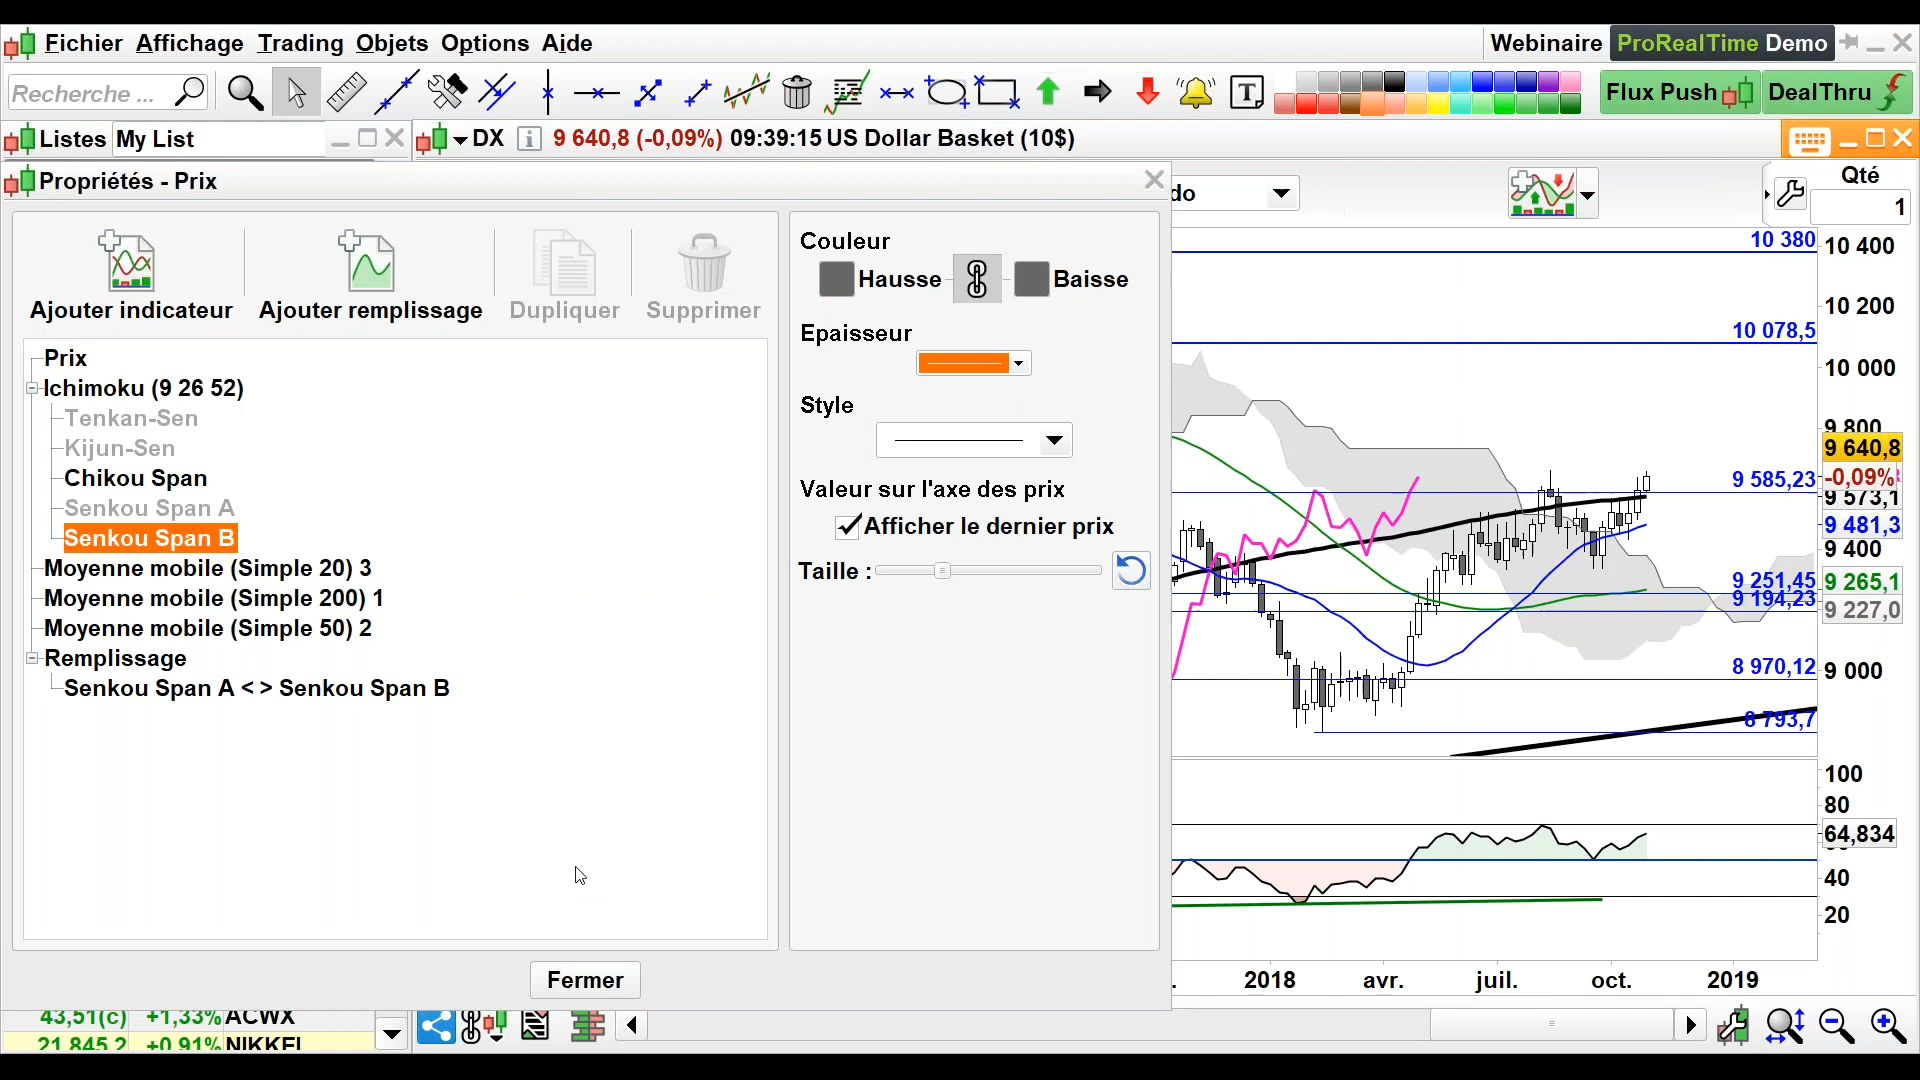 Fichier Affichage Trading Objets Options Aide
Webinaire ProRealTime Demo
Recherche ...
T
Flux Push
DealThru
Listes My List
DX i 9 640,8 (-0,09%) 09:39:15 US Dollar Basket (10$)
Propriétés - Prix
do
Qté
1
Ajouter indicateur
Ajouter remplissage
Dupliquer
Supprimer
Prix
Ichimoku (9 26 52)
Tenkan-Sen
Kijun-Sen
Chikou Span
Senkou Span A
Senkou Span B
Moyenne mobile (Simple 20) 3
Moyenne mobile (Simple 200) 1
Moyenne mobile (Simple 50) 2
Remplissage
Senkou Span A < > Senkou Span B
Couleur
Hausse
Baisse
Epaisseur
Style
Valeur sur l'axe des prix
Afficher le dernier prix
Taille :
Fermer
10 380
10 078,5
9 585,23
9 251,45
9 194,23
8 970,12
8 793,7
10 400
10 200
10 000
9 800
9 640,8
-0,09%
9 573,1
9 481,3
9 400
9 265,1
9 227,0
9 000
100
80
64,834
40
20
2018
avr.
juil.
oct.
2019
43,51(c) +1,33% ACWX
21 845,2 +0,91% NIKKEI